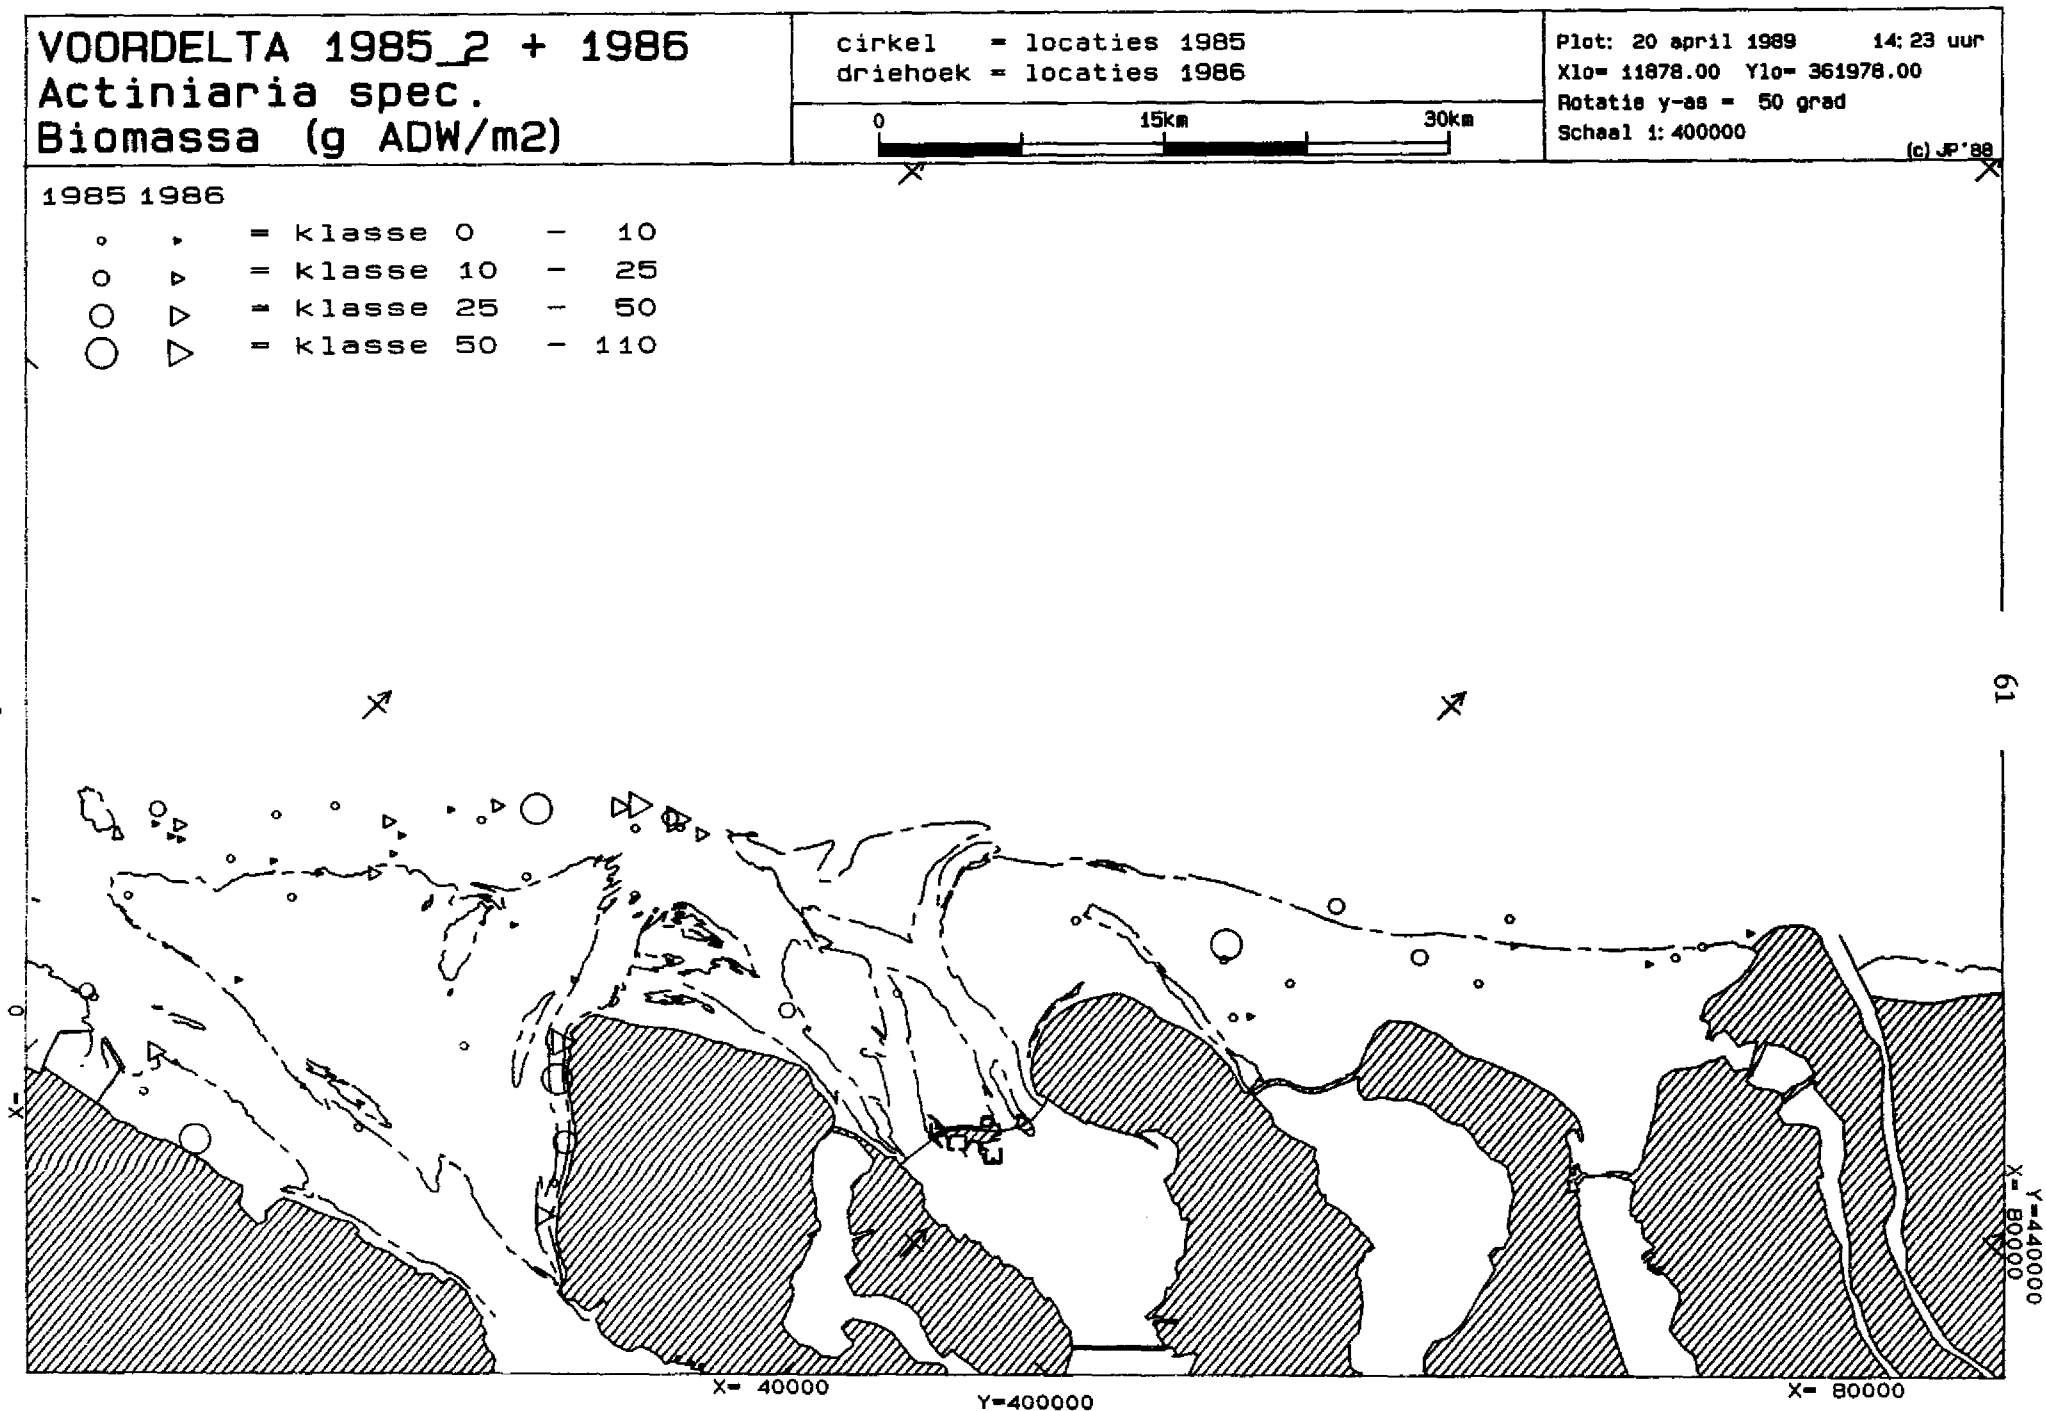 VOORDELTA 1985_2 + 1986
Actiniaria spec.
Biomassa (g ADW/m2)
cirkel = locaties 1985
driehoek = locaties 1986
0 15km 30km
Plot: 20 april 1989 14:23 uur
Xlo= 11878.00 Ylo= 361978.00
Rotatie y-as = 50 grad
Schaal 1:400000
(c) JP'88
1985 1986
= klasse 0 - 10
= klasse 10 - 25
= klasse 25 - 50
= klasse 50 - 110
61
X= 0
X= 80000
Y=440000
X= 40000
Y=400000
X= 80000